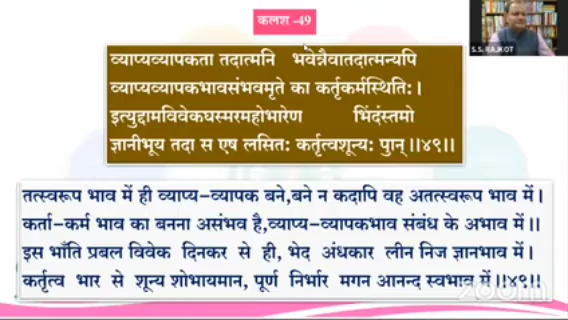 कलश -49
S.S. RAJKOT
व्याप्यव्यापकता तदात्मनि भवेन्नैवातदात्मन्यपि
व्याप्यव्यापकभावसंभवमृते का कर्तृकर्मस्थितिः।
इत्युद्दामविवेकघस्मरमहोभारेण भिंदंस्तमो
ज्ञानीभूय तदा स एष लसितः कर्तृत्वशून्यः पुमान्।।४९।।
तत्स्वरूप भाव में ही व्याप्य-व्यापक बने,बने न कदापि वह अतत्स्वरूप भाव में।
कर्ता-कर्म भाव का बनना असंभव है,व्याप्य-व्यापकभाव संबंध के अभाव में।।
इस भाँति प्रबल विवेक दिनकर से ही, भेद अंधकार लीन निज ज्ञानभाव में।
कर्तृत्व भार से शून्य शोभायमान, पूर्ण निर्भार मगन आनन्द स्वभाव में।।४९।।
zoom